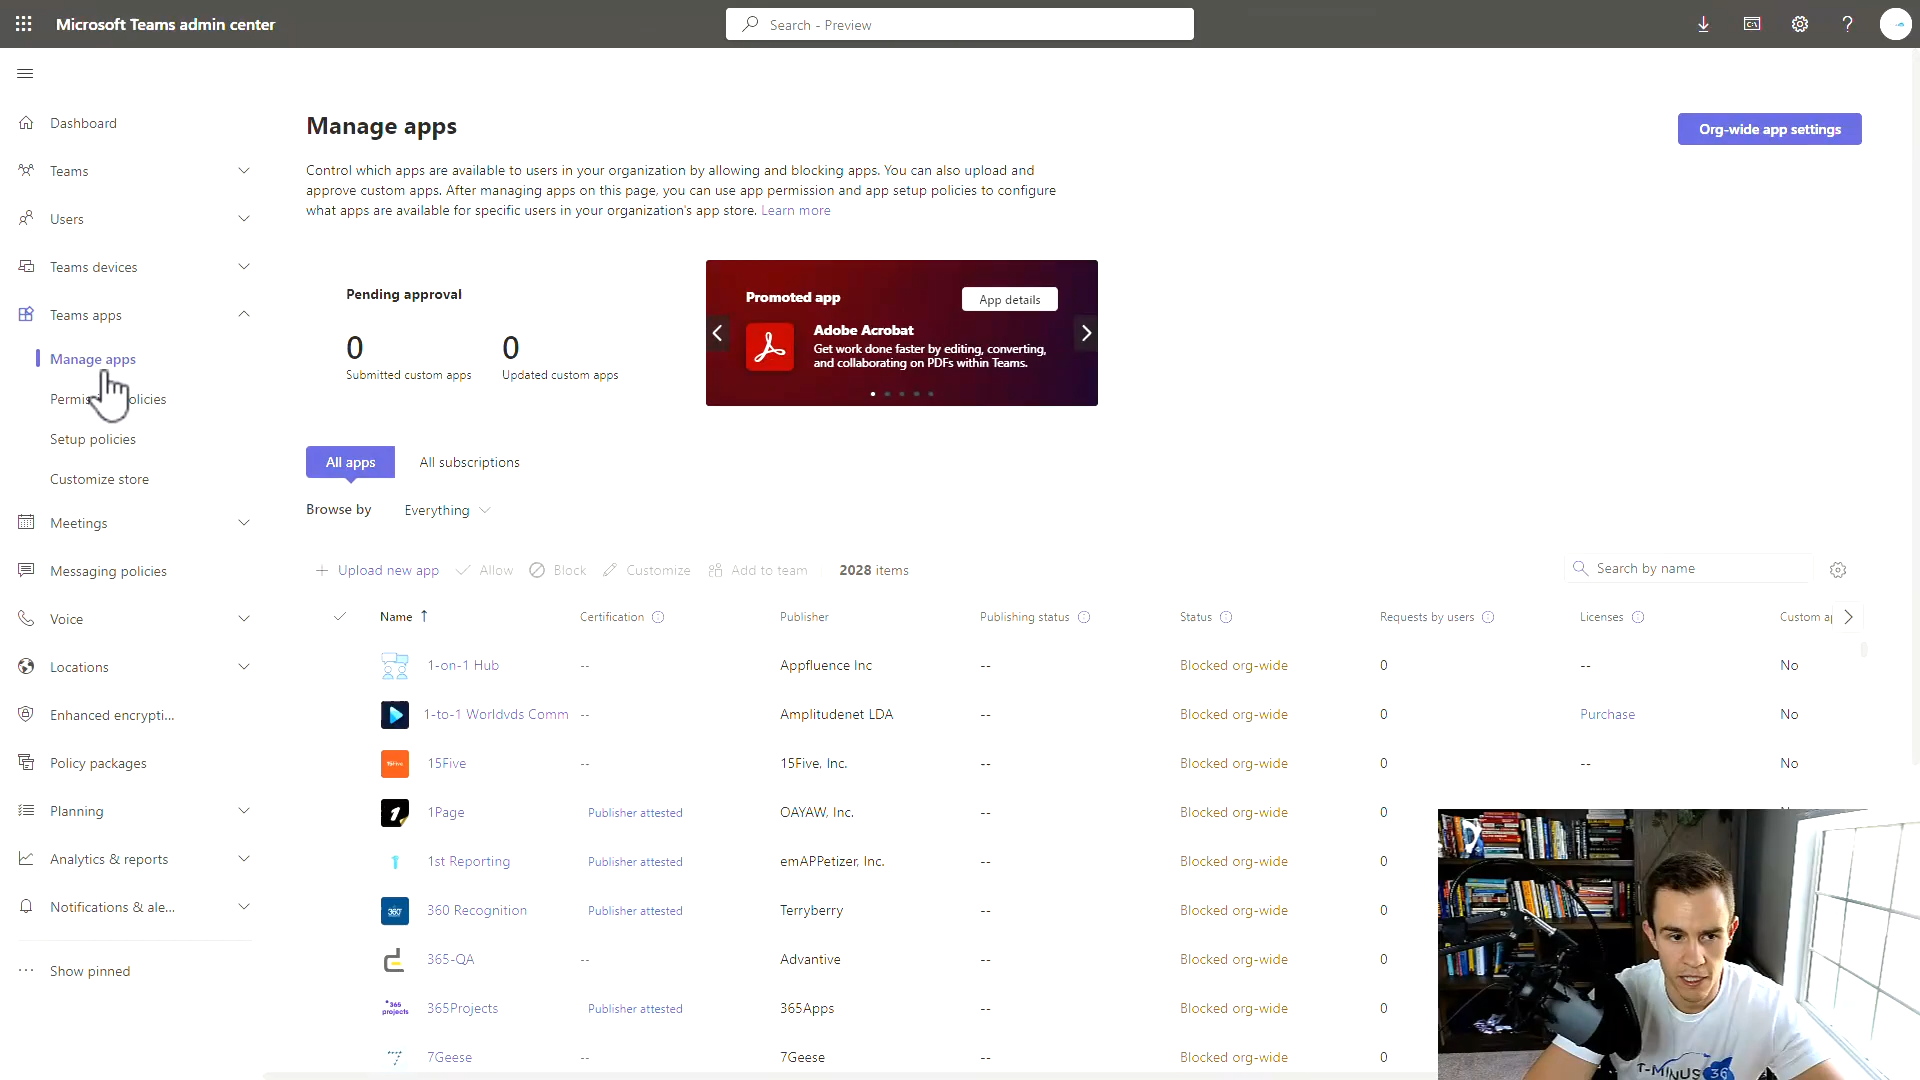 Microsoft Teams admin center
Search - Preview
Dashboard
Teams
Users
Teams devices
Teams apps
Manage apps
Setup policies
Customize store
Meetings
Messaging policies
Voice
Locations
Enhanced encrypti...
Policy packages
Planning
Analytics & reports
Notifications & ale...
Show pinned
Manage apps
Org-wide app settings
Control which apps are available to users in your organization by allowing and blocking apps. You can also upload and
approve custom apps. After managing apps on this page, you can use app permission and app setup policies to configure
what apps are available for specific users in your organization's app store. Learn more
Pending approval
0 0
Submitted custom apps Updated custom apps
Promoted app
App details
Adobe Acrobat
Get work done faster by editing, converting,
and collaborating on PDFs within Teams.
All apps All subscriptions
Browse by Everything
Upload new app Allow Block Customize Add to team 2028 items
Search by name
Name Certification Publisher Publishing status Status Requests by users Licenses Custom
1-on-1 Hub -- Appfluence Inc -- Blocked org-wide 0 -- No
1-to-1 Worldvds Comm -- Amplitudenet LDA -- Blocked org-wide 0 Purchase No
15Five -- 15Five, Inc. -- Blocked org-wide 0 -- No
1Page Publisher attested OAYAW, Inc. -- Blocked org-wide 0
1st Reporting Publisher attested emAPPetizer, Inc. -- Blocked org-wide 0
360 Recognition Publisher attested Terryberry -- Blocked org-wide 0
365-QA -- Advantive -- Blocked org-wide 0
365 projects 365Projects Publisher attested 365Apps -- Blocked org-wide 0
7Geese -- 7Geese -- Blocked org-wide 0
T-MINUS 36